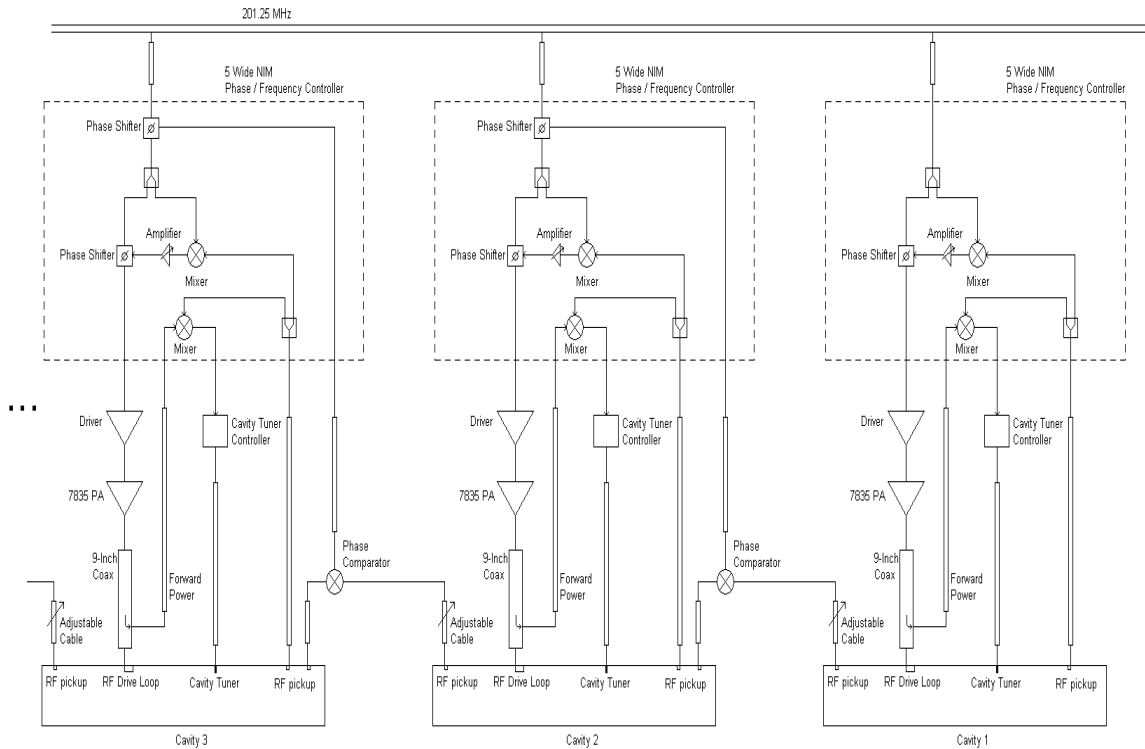 201.25 MHz
5 Wide NIM
Phase / Frequency Controller
5 Wide NIM
Phase / Frequency Controller
5 Wide NIM
Phase / Frequency Controller
Phase Shifter
Phase Shifter
Amplifier
Amplifier
Amplifier
Phase Shifter
Phase Shifter
Phase Shifter
Mixer
Mixer
Mixer
Mixer
Mixer
Mixer
...
Driver
Cavity Tuner
Controller
Driver
Cavity Tuner
Controller
Driver
Cavity Tuner
Controller
7835 PA
7835 PA
7835 PA
9-Inch
Coax
Forward
Power
Phase
Comparator
9-Inch
Coax
Forward
Power
Phase
Comparator
9-Inch
Coax
Forward
Power
Adjustable
Cable
Adjustable
Cable
Adjustable
Cable
RF pickup
RF Drive Loop
Cavity Tuner
RF pickup
RF pickup
RF Drive Loop
Cavity Tuner
RF pickup
RF pickup
RF Drive Loop
Cavity Tuner
RF pickup
Cavity 3
Cavity 2
Cavity 1